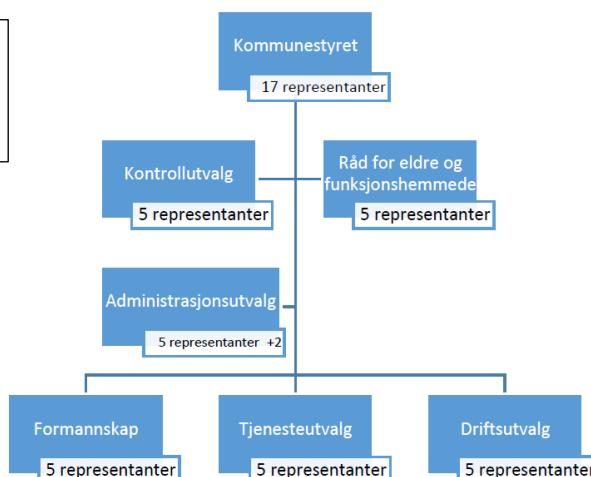 Kommunestyret
17 representanter
Kontrollutvalg
5 representanter
Råd for eldre og
funksjonshemmede
5 representanter
Administrasjonsutvalg
5 representanter +2
Formannskap
5 representanter
Tjenesteutvalg
5 representanter
Driftsutvalg
5 representanter